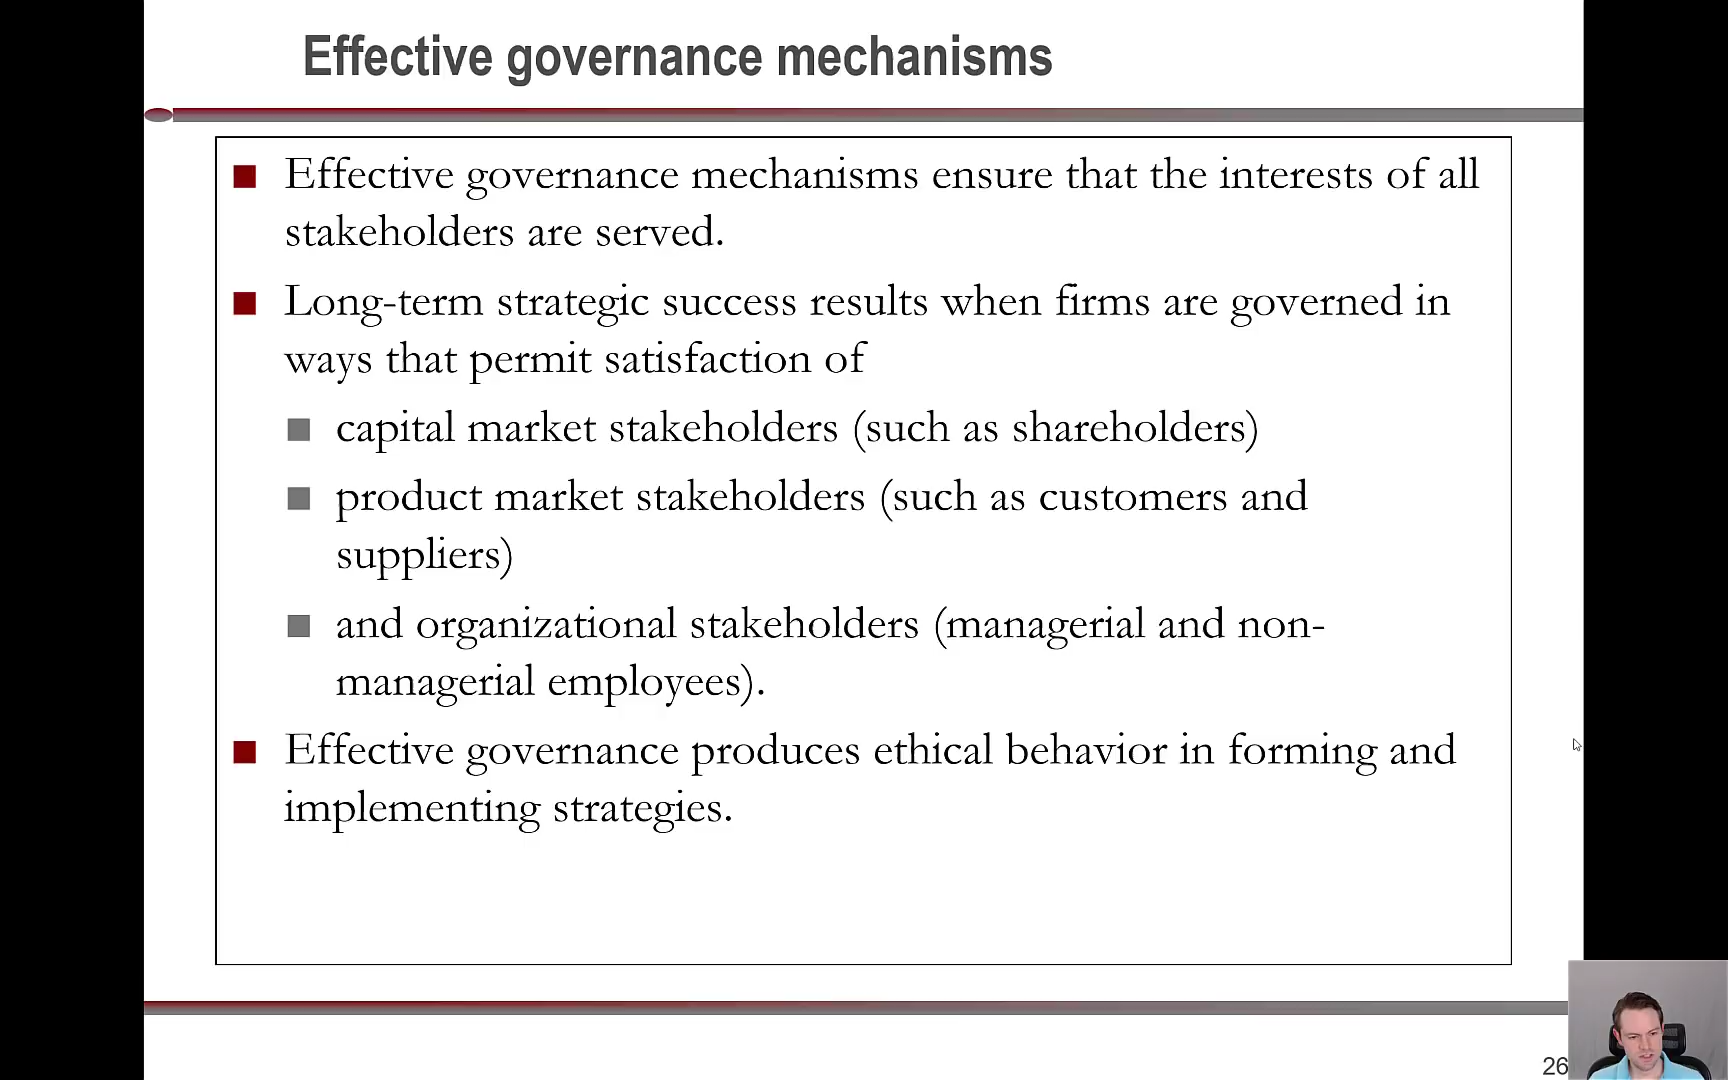 Effective governance mechanisms
Effective governance mechanisms ensure that the interests of all
stakeholders are served.
Long-term strategic success results when firms are governed in
ways that permit satisfaction of
capital market stakeholders (such as shareholders)
product market stakeholders (such as customers and
suppliers)
and organizational stakeholders (managerial and non-
managerial employees).
Effective governance produces ethical behavior in forming and
implementing strategies.
26